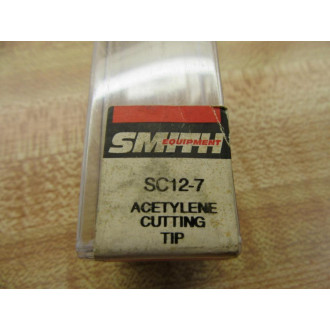 SMITH
EQUIPMENT
SC12-7
ACETYLENE
CUTTING
TIP